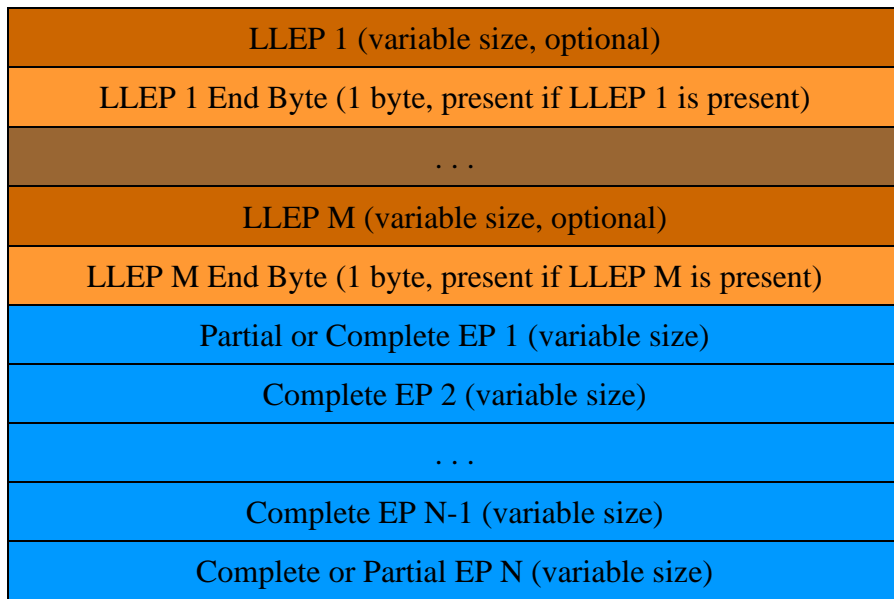 LLEP 1 (variable size, optional)
LLEP 1 End Byte (1 byte, present if LLEP 1 is present)
. . .
LLEP M (variable size, optional)
LLEP M End Byte (1 byte, present if LLEP M is present)
Partial or Complete EP 1 (variable size)
Complete EP 2 (variable size)
. . .
Complete EP N-1 (variable size)
Complete or Partial EP N (variable size)